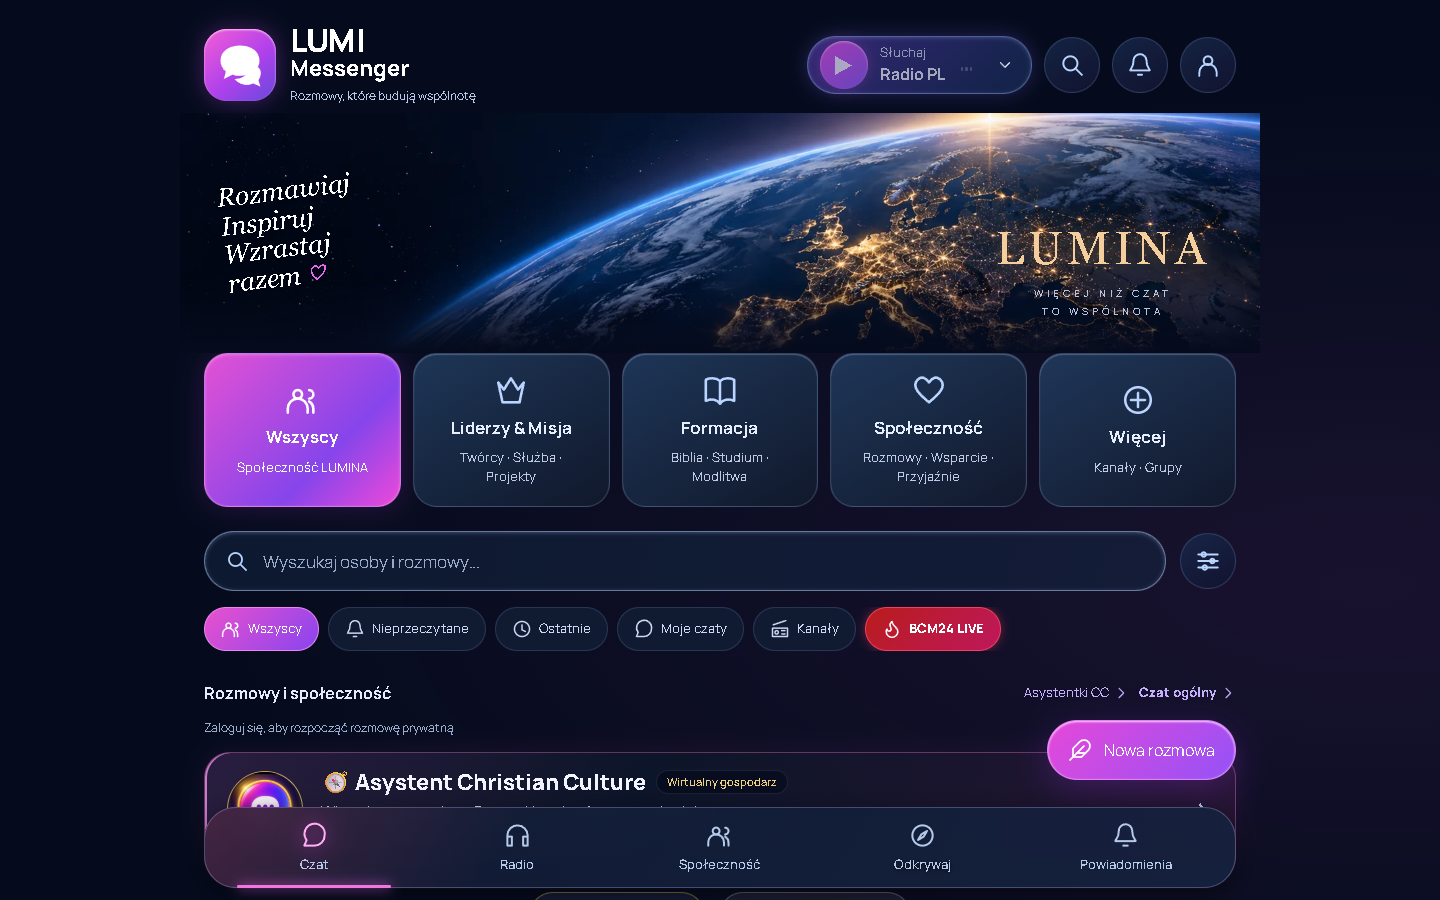 LUMI
Messenger
Rozmowy, które budują wspólnotę
Słuchaj
Radio PL
Rozmawiaj
Inspiruj
Wzrastaj
razem
LUMINA
WIĘCEJ NIŻ CZAT
TO WSPÓLNOTA
Wszyscy
Społeczność LUMINA
Liderzy & Misja
Twórcy · Służba ·
Projekty
Formacja
Biblia · Studium ·
Modlitwa
Społeczność
Rozmowy · Wsparcie ·
Przyjaźnie
Więcej
Kanały · Grupy
Wyszukaj osoby i rozmowy...
Wszyscy
Nieprzeczytane
Ostatnie
Moje czaty
Kanały
BCM24 LIVE
Rozmowy i społeczność
Asystentki CC
Czat ogólny
Zaloguj się, aby rozpocząć rozmowę prywatną
Nowa rozmowa
Asystent Christian Culture
Wirtualny gospodarz
Czat
Radio
Społeczność
Odkrywaj
Powiadomienia